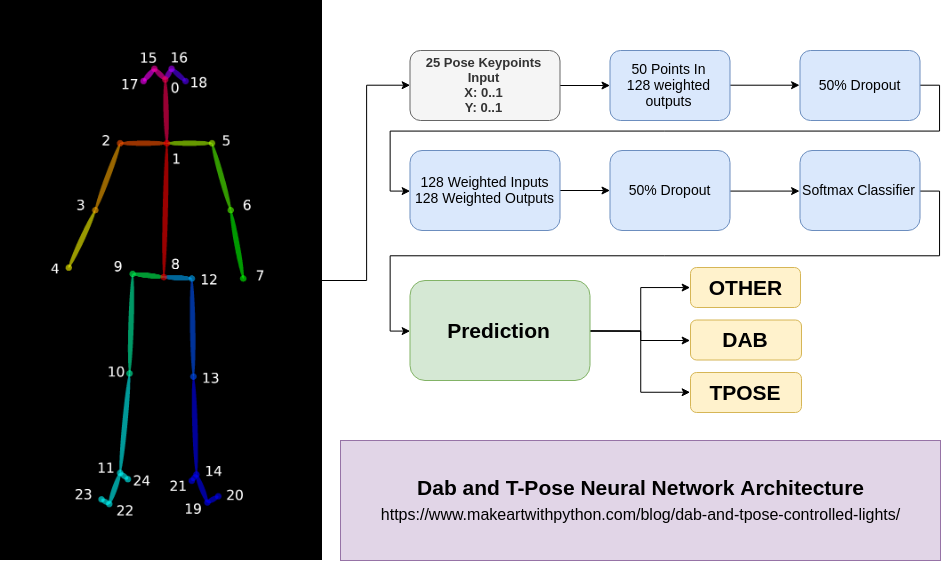 15 16
17 0 18
2 1 5
3 6
4 7
9 8 12
10 13
11 14
24 21
23 20
22 19
25 Pose Keypoints
Input
X: 0..1
Y: 0..1
50 Points In
128 weighted
outputs
50% Dropout
128 Weighted Inputs
128 Weighted Outputs
50% Dropout
Softmax Classifier
Prediction
OTHER
DAB
TPOSE
Dab and T-Pose Neural Network Architecture
https://www.makeartwithpython.com/blog/dab-and-tpose-controlled-lights/